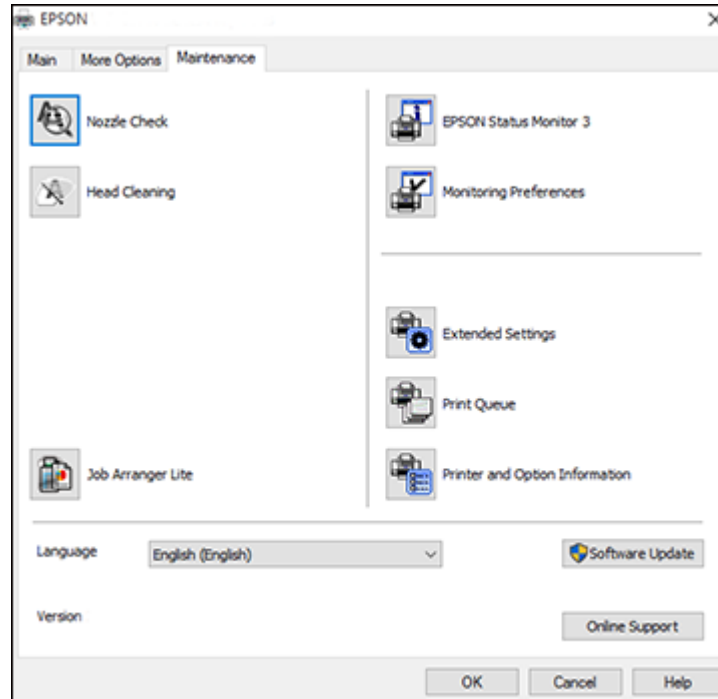 EPSON
Main More Options Maintenance
Nozzle Check
Head Cleaning
Job Arranger Lite
EPSON Status Monitor 3
Monitoring Preferences
Extended Settings
Print Queue
Printer and Option Information
Language English (English) Software Update
Version Online Support
OK Cancel Help